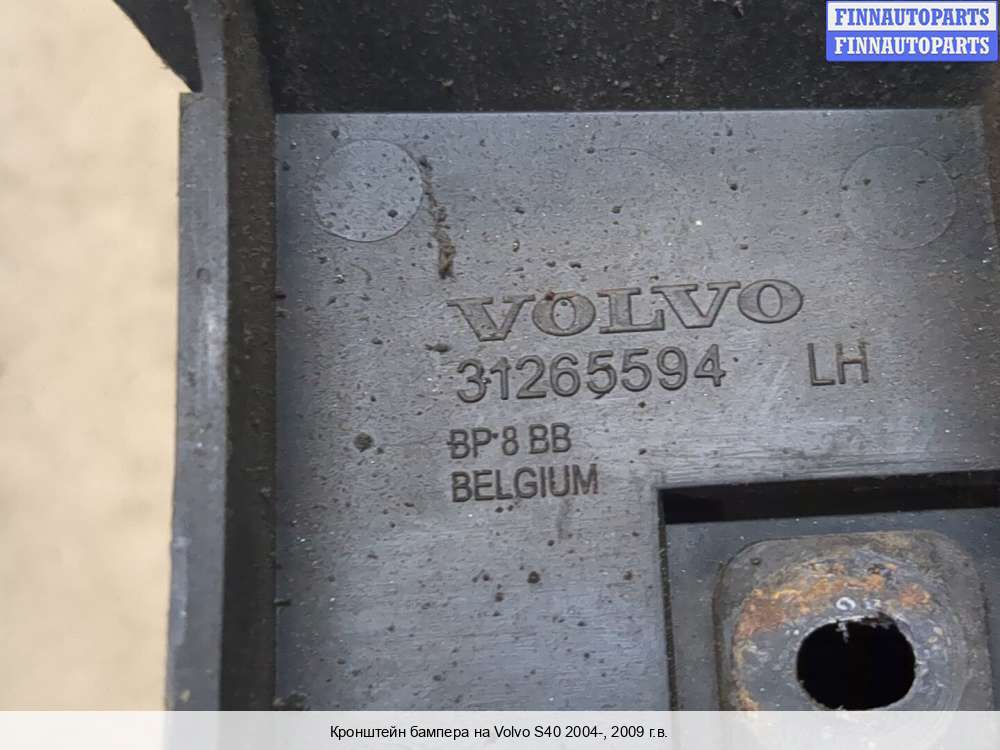 FINNAUTOPARTS
FINNAUTOPARTS
VOLVO
31265594 LH
BP 8 BB
BELGIUM
Кронштейн бампера на Volvo S40 2004-, 2009 г.в.